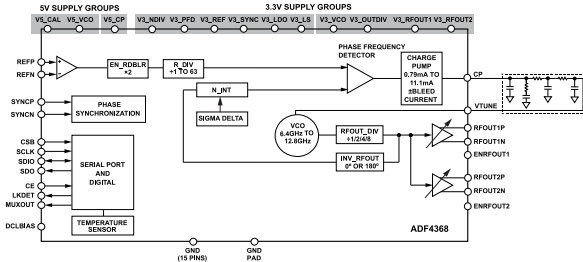 5V SUPPLY GROUPS
3.3V SUPPLY GROUPS
V5_CAL V5_VCO V5_CP V3_NDIV V3_PFD V3_REF V3_SYNC V3_LDO V3_LS V3_VCO V3_OUTDIV V3_RFOUT1 V3_RFOUT2
REFP
REFN
EN_RDBLR
×2
R_DIV
÷1 TO 63
PHASE FREQUENCY
DETECTOR
CHARGE
PUMP
0.79mA TO
11.1mA
±BLEED
CURRENT
CP
N_INT
SIGMA DELTA
SYNCP
SYNCN
PHASE
SYNCHRONIZATION
VTUNE
VCO
6.4GHz TO
12.8GHz
RFOUT_DIV
÷1/2/4/8
INV_RFOUT
0° OR 180°
RFOUT1P
RFOUT1N
ENRFOUT1
RFOUT2P
RFOUT2N
ENRFOUT2
CSB
SCLK
SDIO
SDO
CE
LKDET
MUXOUT
SERIAL PORT
AND
DIGITAL
TEMPERATURE
SENSOR
DCLBIAS
GND
(15 PINS)
GND
PAD
ADF4368